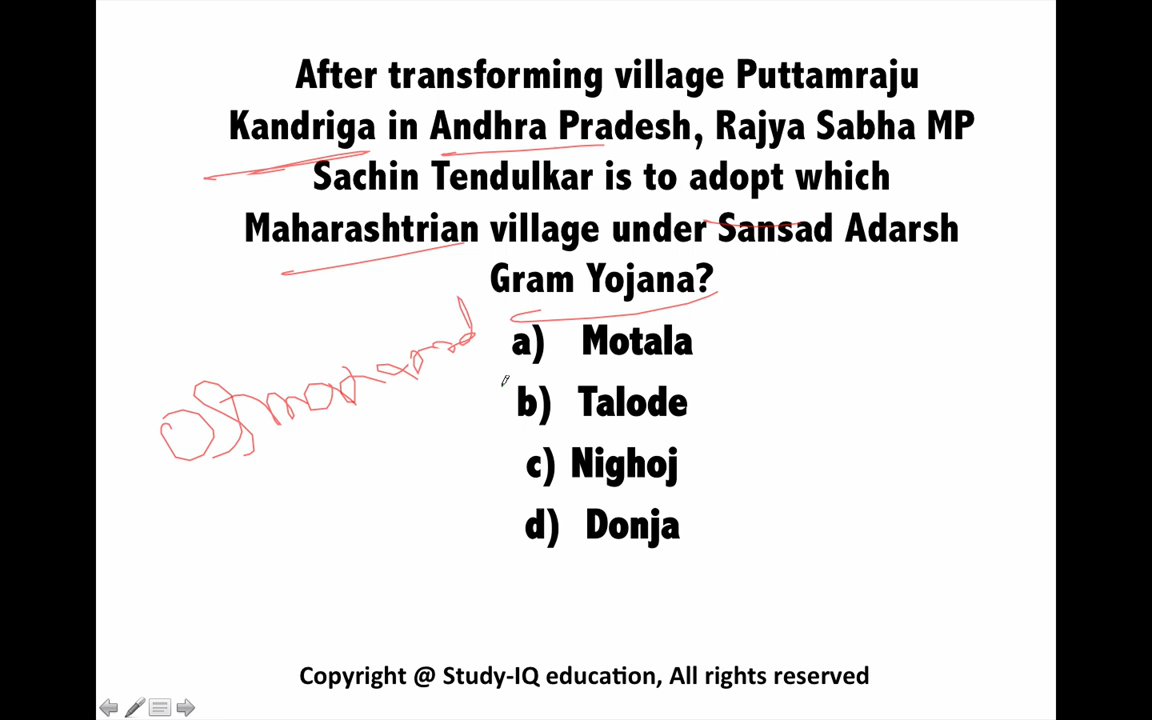 After transforming village Puttamraju
Kandriga in Andhra Pradesh, Rajya Sabha MP
Sachin Tendulkar is to adopt which
Maharashtrian village under Sansad Adarsh
Gram Yojana?
a) Motala
b) Talode
c) Nighoj
d) Donja
Copyright @ Study-IQ education, All rights reserved